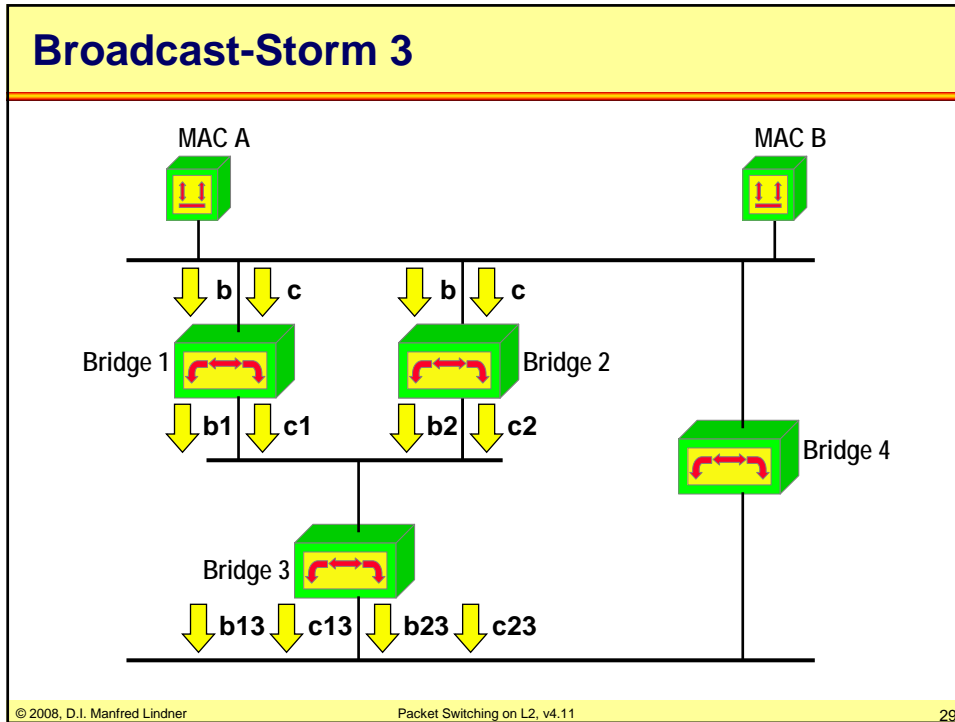 Broadcast-Storm 3
MAC A
MAC B
b
c
b
c
Bridge 1
Bridge 2
b1
c1
b2
c2
Bridge 4
Bridge 3
b13
c13
b23
c23
© 2008, D.I. Manfred Lindner
Packet Switching on L2, v4.11
29